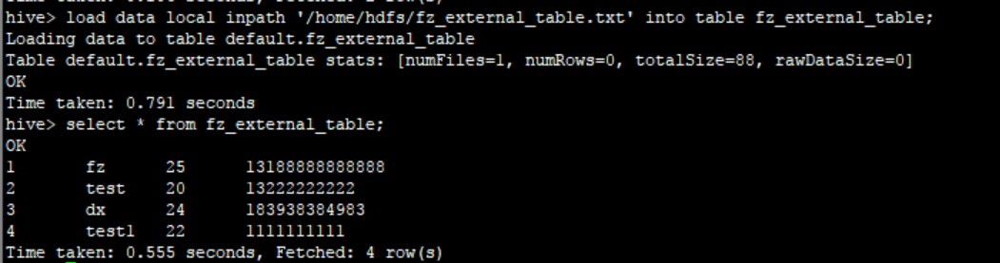 hive> load data local inpath '/home/hdfs/fz_external_table.txt' into table fz_external_table;
Loading data to table default.fz_external_table
Table default.fz_external_table stats: [numFiles=1, numRows=0, totalSize=88, rawDataSize=0]
OK
Time taken: 0.791 seconds
hive> select * from fz_external_table;
OK
1 fz 25 13188888888888
2 test 20 13222222222
3 dx 24 183938384983
4 test1 22 1111111111
Time taken: 0.555 seconds, Fetched: 4 row(s)